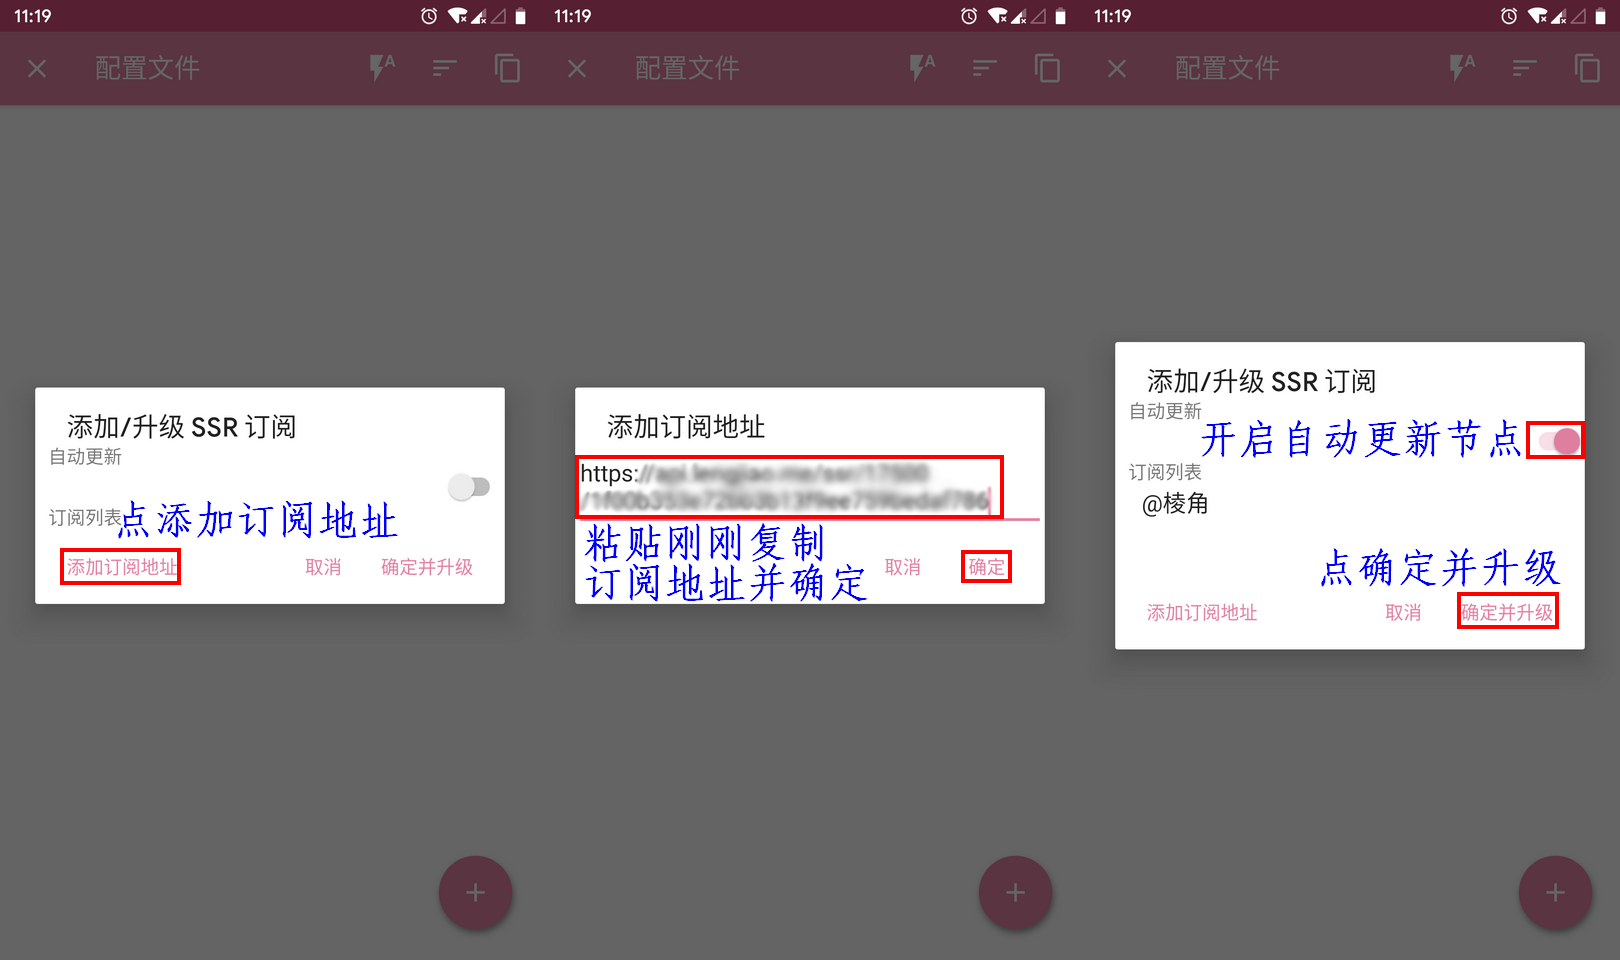 11:19
配置文件
添加/升级 SSR 订阅
自动更新
订阅列表
点添加订阅地址
添加订阅地址
取消
确定并升级
11:19
配置文件
添加订阅地址
https:
粘贴刚刚复制
订阅地址并确定
取消
确定
11:19
配置文件
添加/升级 SSR 订阅
自动更新
开启自动更新节点
订阅列表
@棱角
点确定并升级
添加订阅地址
取消
确定并升级